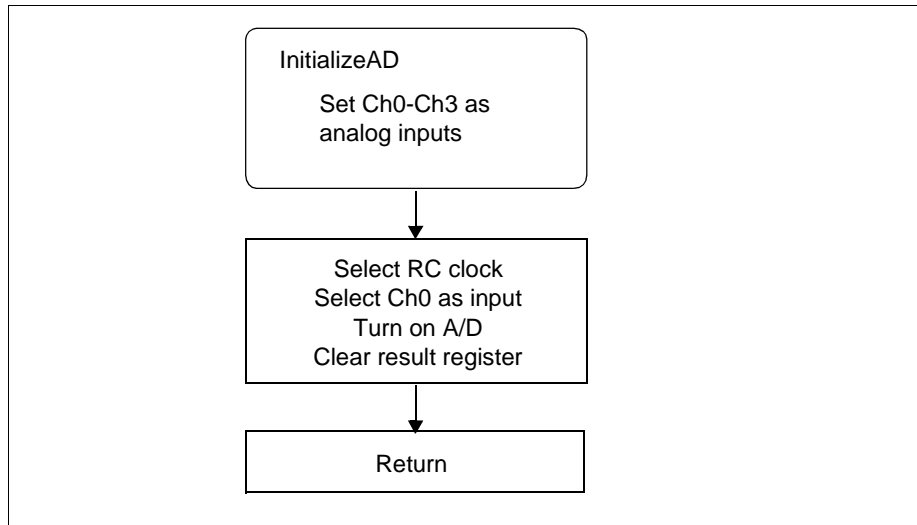 InitializeAD
Set Ch0-Ch3 as
analog inputs
Select RC clock
Select Ch0 as input
Turn on A/D
Clear result register
Return